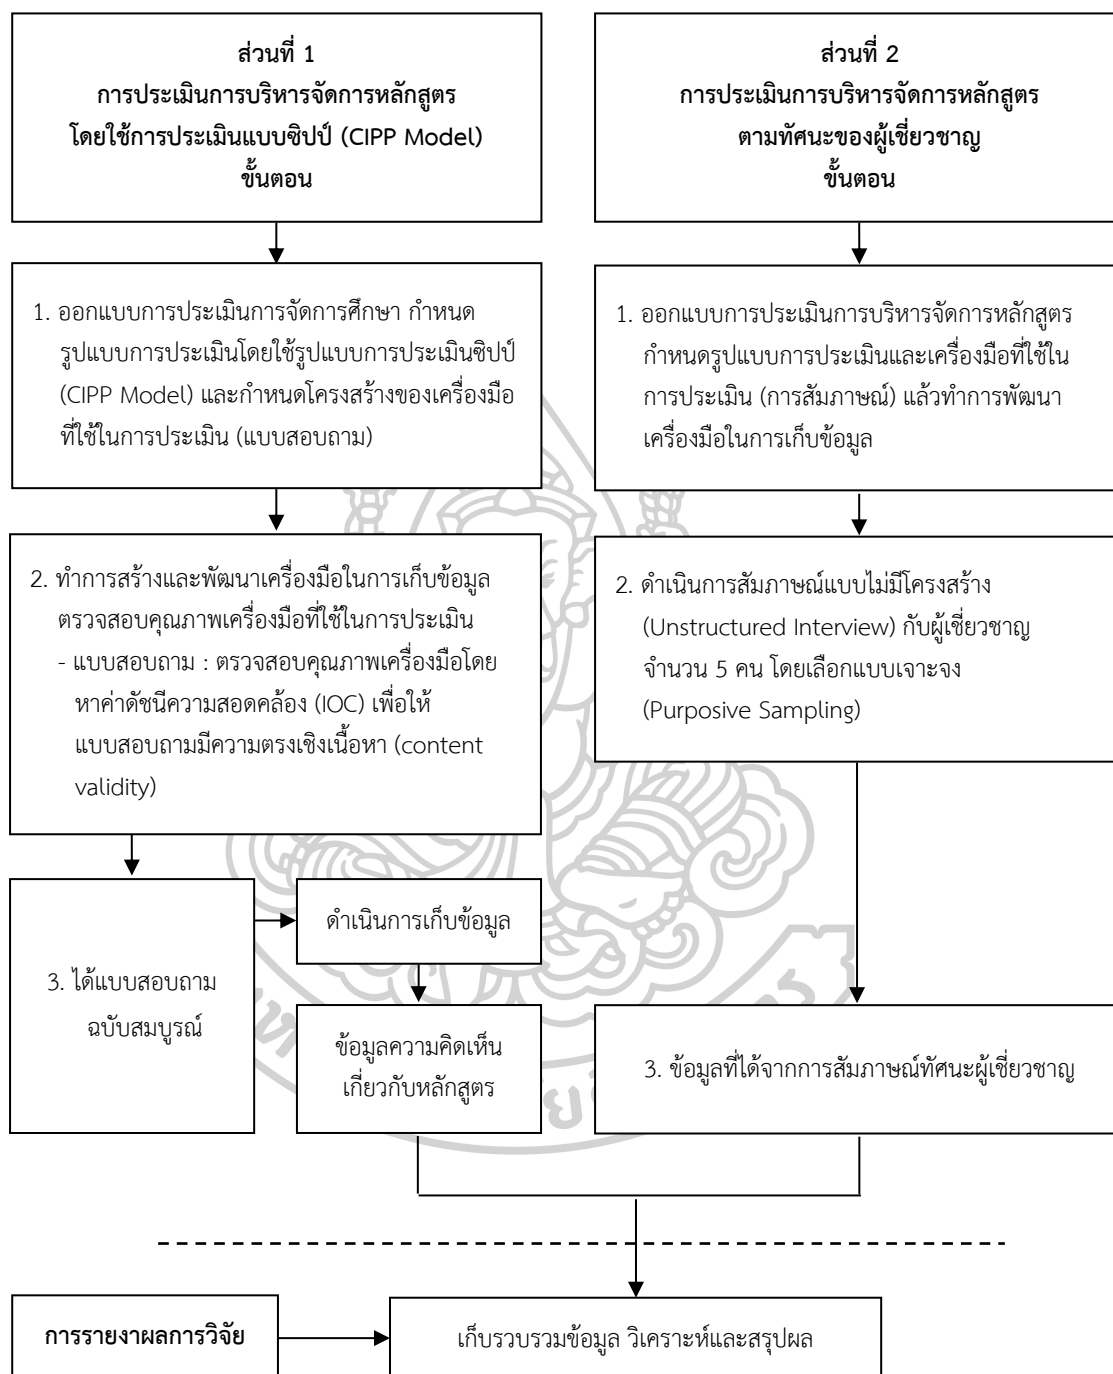 ส่วนที่ 1
การประเมินการบริหารจัดการหลักสูตร
โดยใช้การประเมินแบบซิปป์ (CIPP Model)
ขั้นตอน
1. ออกแบบการประเมินการจัดการศึกษา กำหนด
รูปแบบการประเมินโดยใช้รูปแบบการประเมินซิปป์
(CIPP Model) และกำหนดโครงสร้างของเครื่องมือ
ที่ใช้ในการประเมิน (แบบสอบถาม)
2. ทำการสร้างและพัฒนาเครื่องมือในการเก็บข้อมูล
ตรวจสอบคุณภาพเครื่องมือที่ใช้ในการประเมิน
- แบบสอบถาม : ตรวจสอบคุณภาพเครื่องมือโดย
หาค่าดัชนีความสอดคล้อง (IOC) เพื่อให้
แบบสอบถามมีความตรงเชิงเนื้อหา (content
validity)
3. ได้แบบสอบถาม
ฉบับสมบูรณ์
ดำเนินการเก็บข้อมูล
ข้อมูลความคิดเห็น
เกี่ยวกับหลักสูตร
ส่วนที่ 2
การประเมินการบริหารจัดการหลักสูตร
ตามทัศนะของผู้เชี่ยวชาญ
ขั้นตอน
1. ออกแบบการประเมินการบริหารจัดการหลักสูตร
กำหนดรูปแบบการประเมินและเครื่องมือที่ใช้ใน
การประเมิน (การสัมภาษณ์) แล้วทำการพัฒนา
เครื่องมือในการเก็บข้อมูล
2. ดำเนินการสัมภาษณ์แบบไม่มีโครงสร้าง
(Unstructured Interview) กับผู้เชี่ยวชาญ
จำนวน 5 คน โดยเลือกแบบเจาะจง
(Purposive Sampling)
3. ข้อมูลที่ได้จากการสัมภาษณ์ทัศนะผู้เชี่ยวชาญ
การรายงาผลการวิจัย
เก็บรวบรวมข้อมูล วิเคราะห์และสรุปผล